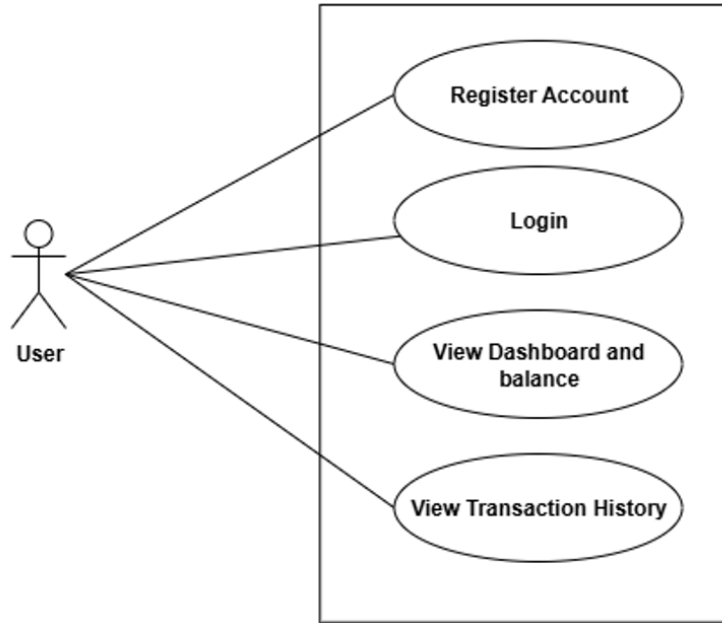 Register Account
Login
User
View Dashboard and
balance
View Transaction History